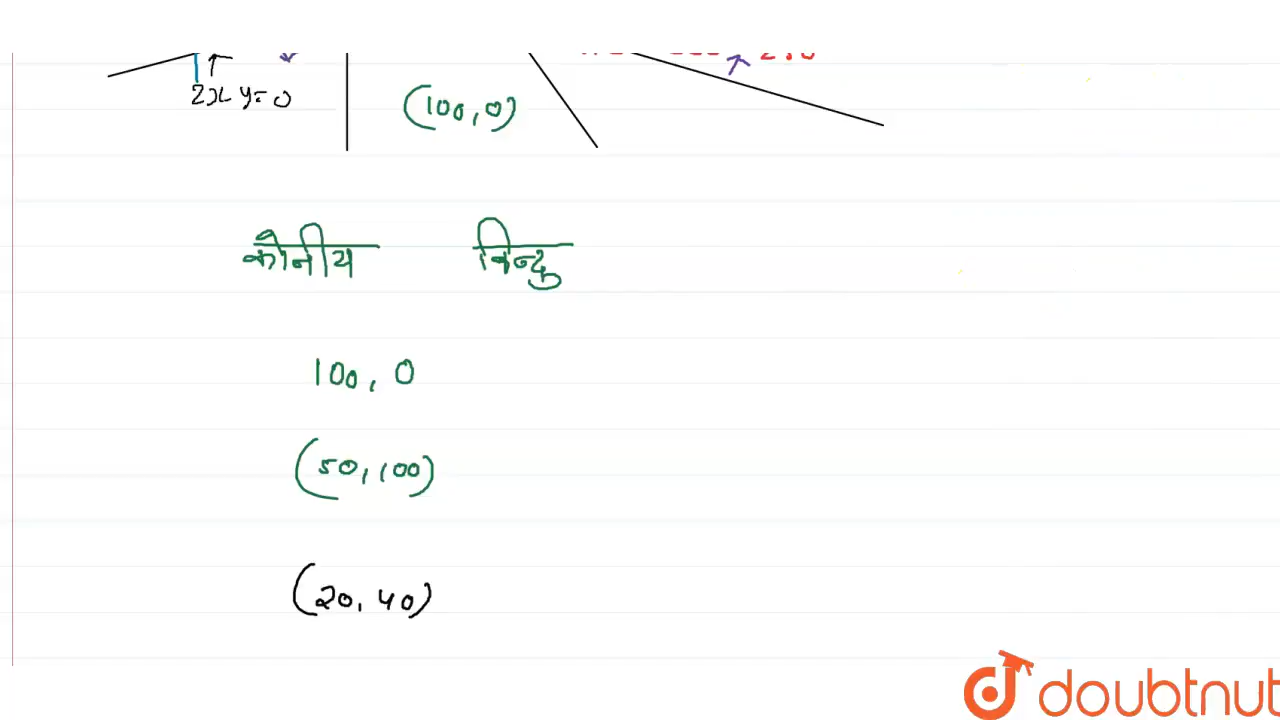 2x y=0
(100,0)
कोनीय बिन्दु
100, 0
(50,100)
(20,40)
doubtnut